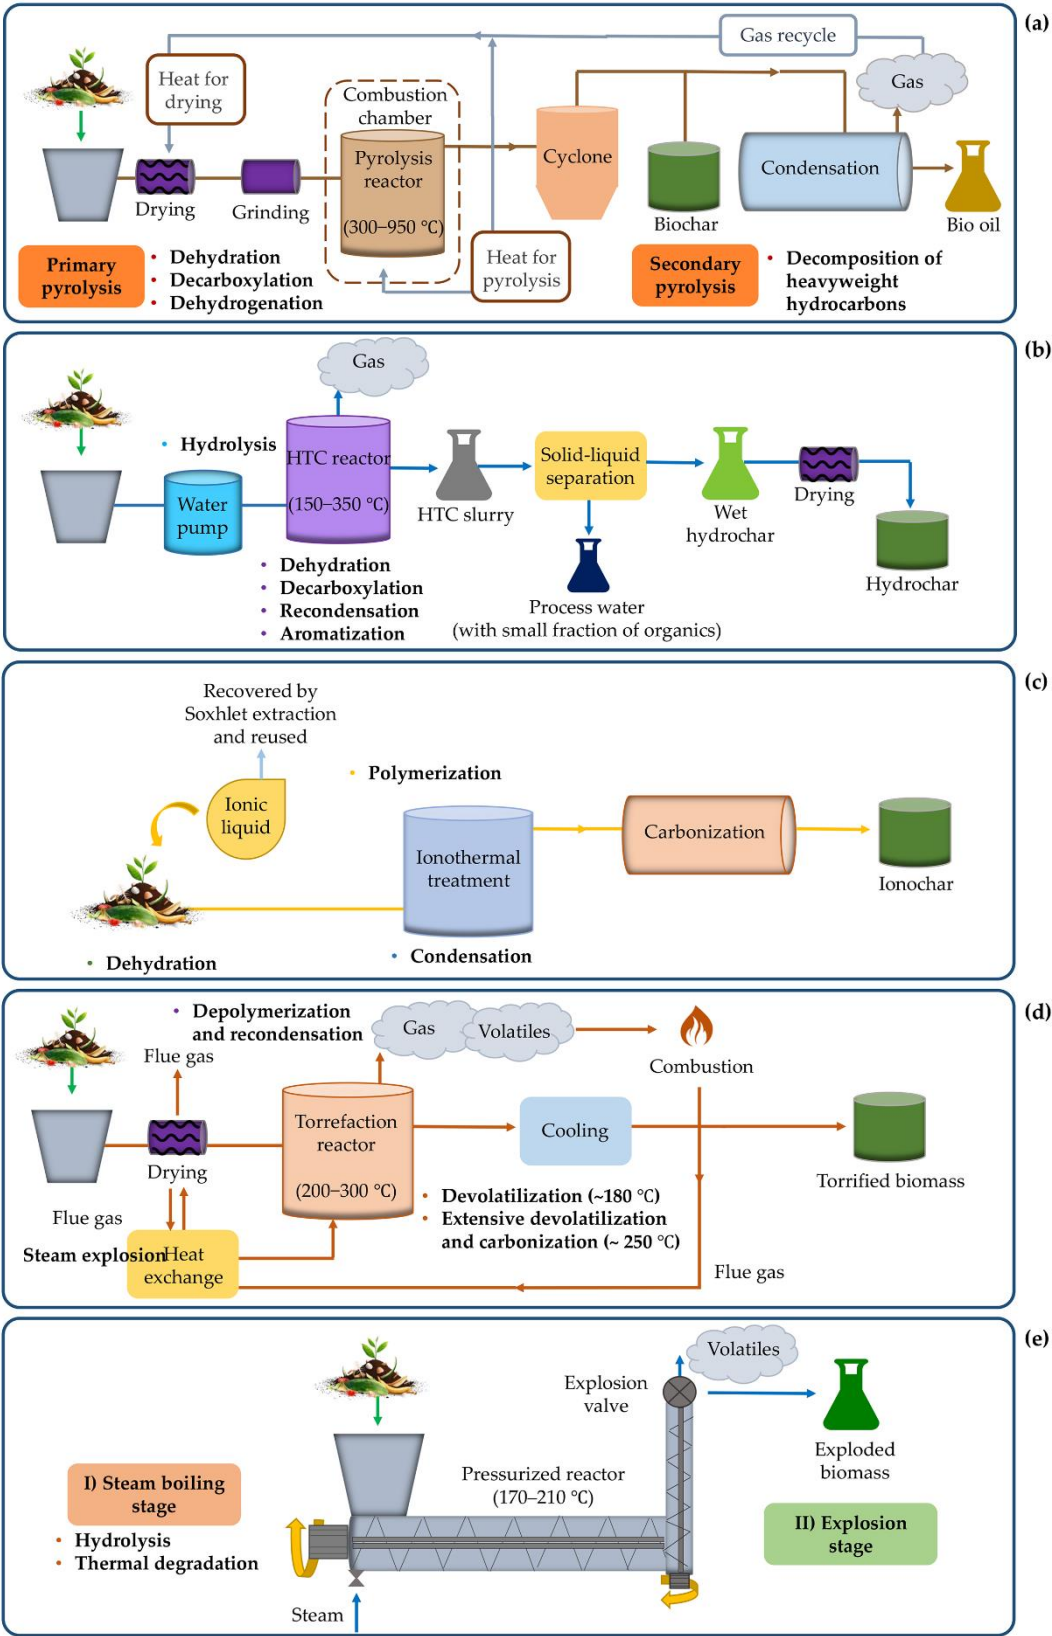 (a)
Gas recycle
Heat for
drying
Gas
Combustion
chamber
Pyrolysis
reactor
(300–950 °C)
Cyclone
Condensation
Drying
Grinding
Biochar
Bio oil
Heat for
pyrolysis
Primary
pyrolysis
• Dehydration
• Decarboxylation
• Dehydrogenation
Secondary
pyrolysis
• Decomposition of
heavyweight
hydrocarbons
(b)
Gas
• Hydrolysis
HTC reactor
(150–350 °C)
Water
pump
HTC slurry
Solid-liquid
separation
Wet
hydrochar
Drying
Hydrochar
• Dehydration
• Decarboxylation
• Recondensation
• Aromatization
Process water
(with small fraction of organics)
(c)
Recovered by
Soxhlet extraction
and reused
Ionic
liquid
• Polymerization
Ionothermal
treatment
Carbonization
Ionochar
• Condensation
• Dehydration
(d)
• Depolymerization
and recondensation
Gas
Volatiles
Flue gas
Combustion
Torrefaction
reactor
(200–300 °C)
Cooling
Drying
Torrified biomass
• Devolatilization (~180 °C)
• Extensive devolatilization
and carbonization (~ 250 °C)
Flue gas
Steam explosion
Heat
exchange
Flue gas
(e)
Volatiles
Explosion
valve
Exploded
biomass
Pressurized reactor
(170–210 °C)
I) Steam boiling
stage
• Hydrolysis
• Thermal degradation
II) Explosion
stage
Steam